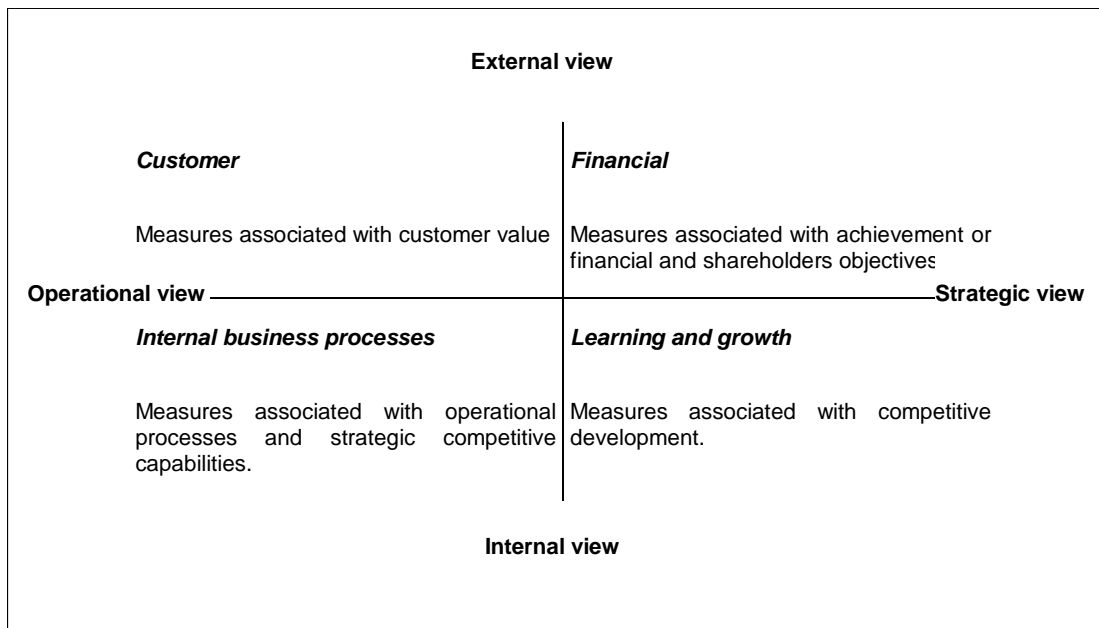 External view
Customer
Financial
Measures associated with customer value
Measures associated with achievement or
financial and shareholders objectives
Operational view
Strategic view
Internal business processes
Learning and growth
Measures associated with operational
processes and strategic competitive
capabilities.
Measures associated with competitive
development.
Internal view